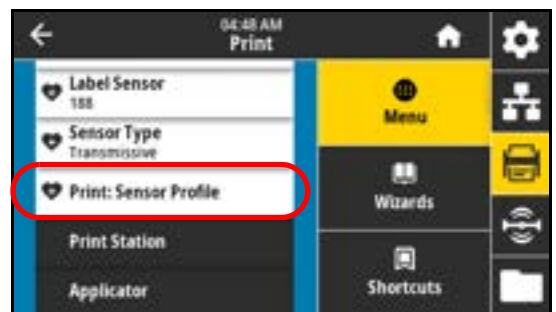 04:48 AM
Print
Label Sensor
188
Sensor Type
Transmissive
Print: Sensor Profile
Print Station
Applicator
Menu
Wizards
Shortcuts